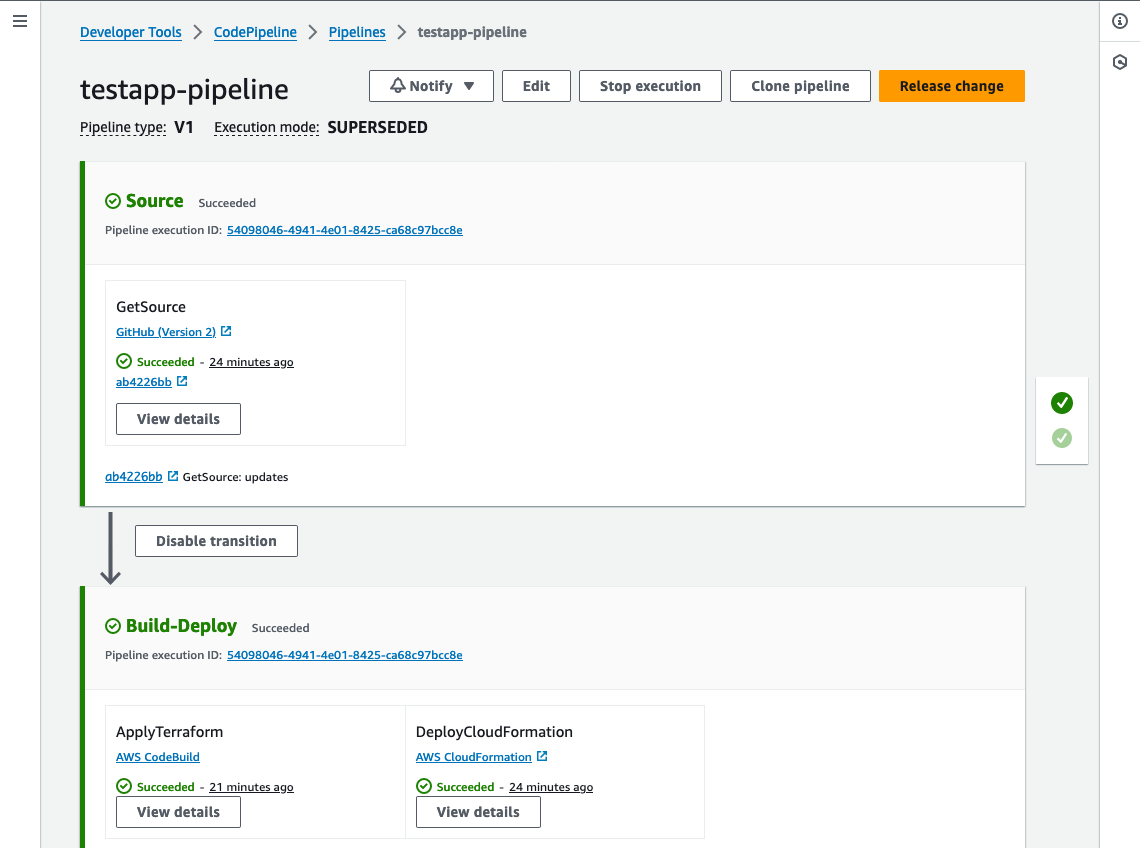 Developer Tools > CodePipeline > Pipelines > testapp-pipeline
testapp-pipeline
Notify ▼ Edit Stop execution Clone pipeline Release change
Pipeline type: V1 Execution mode: SUPERSEDED
Source Succeeded
Pipeline execution ID: 54098046-4941-4e01-8425-ca68c97bcc8e
GetSource
GitHub (Version 2)
Succeeded - 24 minutes ago
ab4226bb
View details
ab4226bb GetSource: updates
Disable transition
Build-Deploy Succeeded
Pipeline execution ID: 54098046-4941-4e01-8425-ca68c97bcc8e
ApplyTerraform
AWS CodeBuild
Succeeded - 21 minutes ago
View details
DeployCloudFormation
AWS CloudFormation
Succeeded - 24 minutes ago
View details